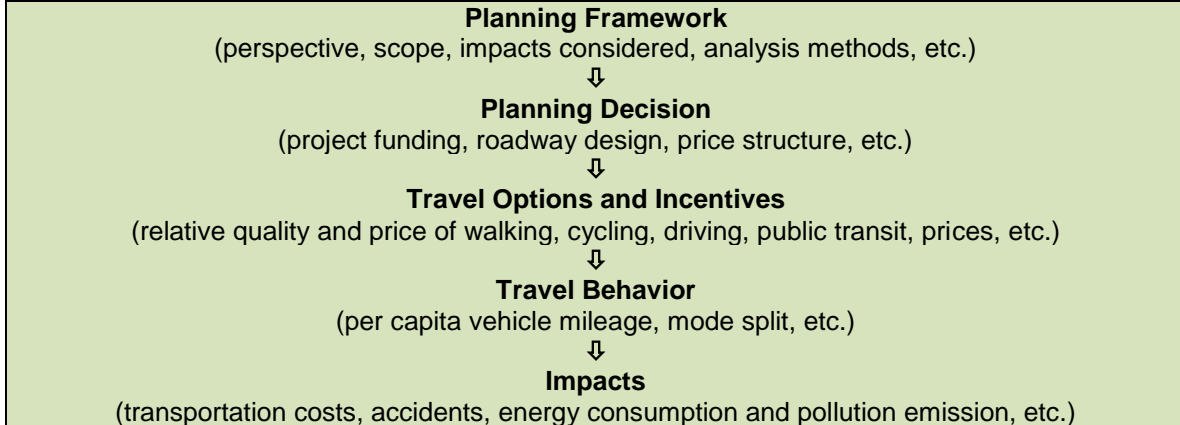 Planning Framework
(perspective, scope, impacts considered, analysis methods, etc.)
⇩
Planning Decision
(project funding, roadway design, price structure, etc.)
⇩
Travel Options and Incentives
(relative quality and price of walking, cycling, driving, public transit, prices, etc.)
⇩
Travel Behavior
(per capita vehicle mileage, mode split, etc.)
⇩
Impacts
(transportation costs, accidents, energy consumption and pollution emission, etc.)